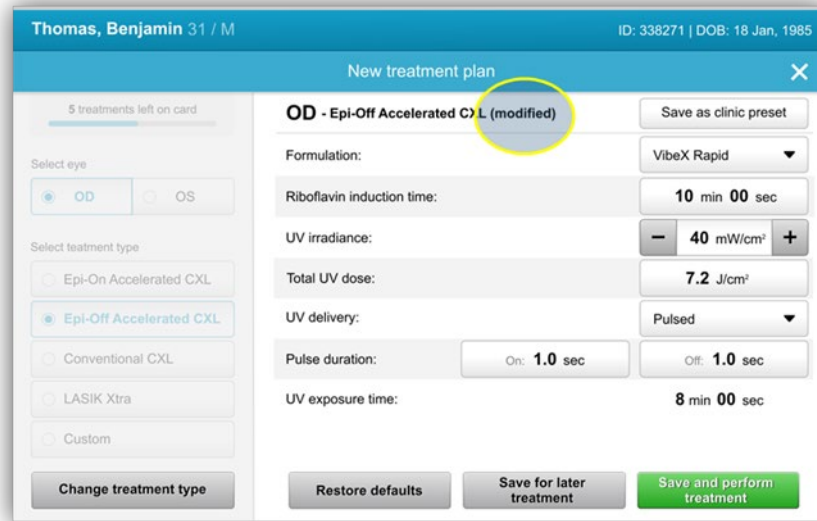 Thomas, Benjamin 31 / M
ID: 338271 | DOB: 18 Jan, 1985
New treatment plan
5 treatments left on card
Select eye
OD
OS
Select teatment type
Epi-On Accelerated CXL
Epi-Off Accelerated CXL
Conventional CXL
LASIK Xtra
Custom
Change treatment type
OD - Epi-Off Accelerated CXL (modified)
Save as clinic preset
Formulation: VibeX Rapid
Riboflavin induction time: 10 min 00 sec
UV irradiance: − 40 mW/cm² +
Total UV dose: 7.2 J/cm²
UV delivery: Pulsed
Pulse duration: On: 1.0 sec Off: 1.0 sec
UV exposure time: 8 min 00 sec
Restore defaults
Save for later
treatment
Save and perform
treatment